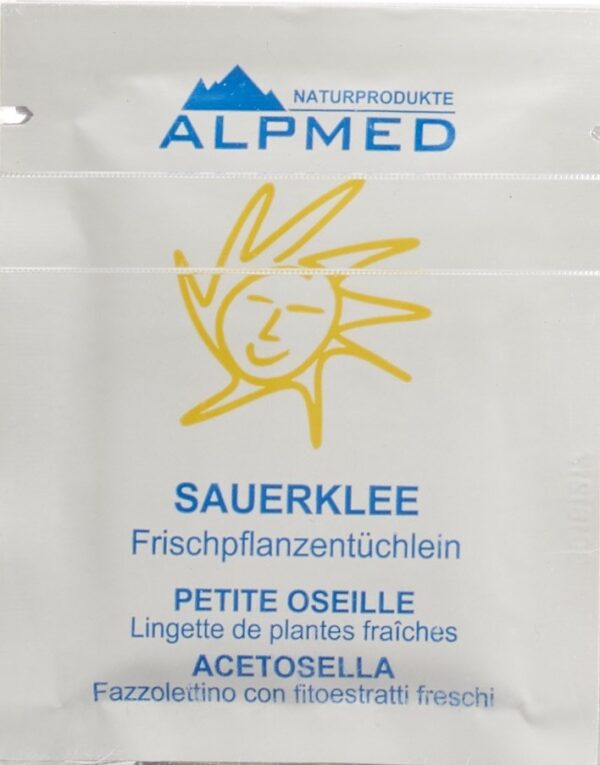 NATURPRODUKTE
ALPMED
SAUERKLEE
Frischpflanzentüchlein
PETITE OSEILLE
Lingette de plantes fraîches
ACETOSELLA
Fazzolettino con fitoestratti freschi